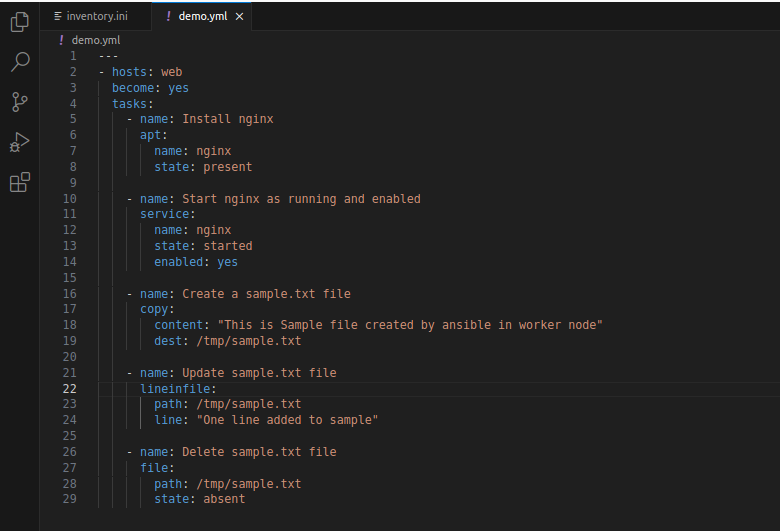 inventory.ini
! demo.yml ×
! demo.yml
1 ---
2 - hosts: web
3   become: yes
4   tasks:
5     - name: Install nginx
6       apt:
7         name: nginx
8         state: present
9
10     - name: Start nginx as running and enabled
11       service:
12         name: nginx
13         state: started
14         enabled: yes
15
16     - name: Create a sample.txt file
17       copy:
18         content: "This is Sample file created by ansible in worker node"
19         dest: /tmp/sample.txt
20
21     - name: Update sample.txt file
22       lineinfile:
23         path: /tmp/sample.txt
24         line: "One line added to sample"
25
26     - name: Delete sample.txt file
27       file:
28         path: /tmp/sample.txt
29         state: absent